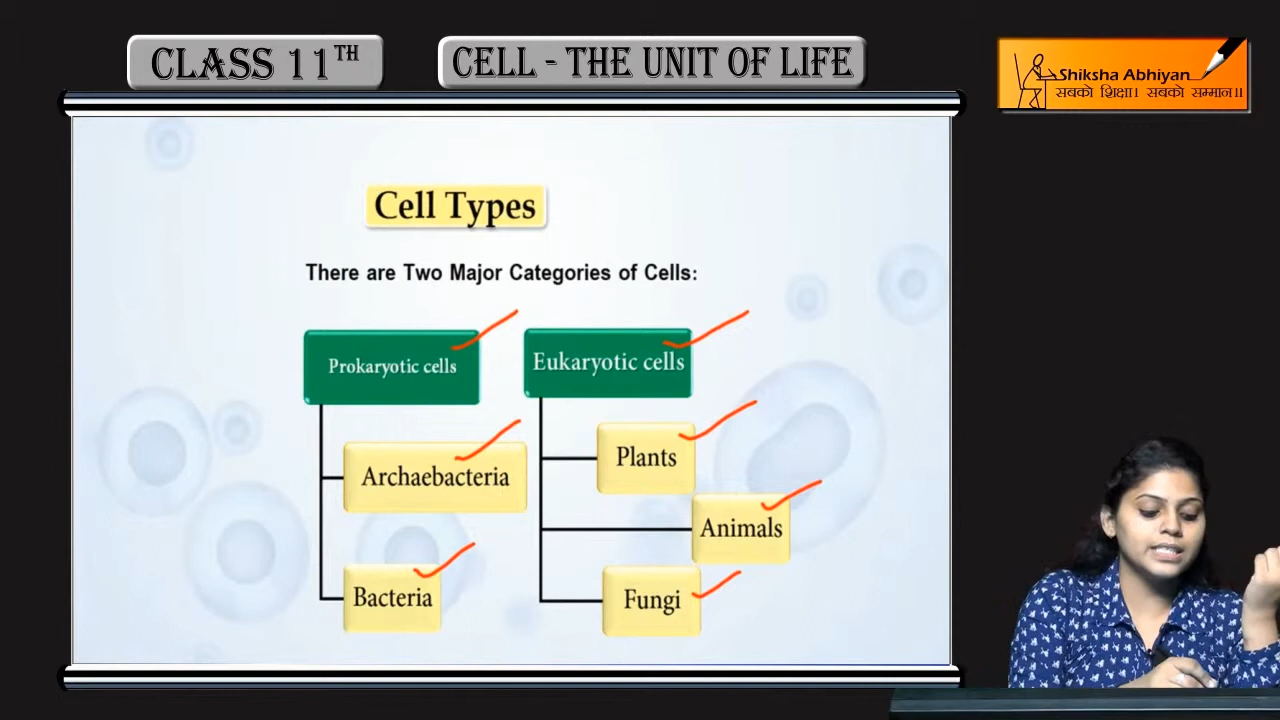 CLASS 11TH
CELL - THE UNIT OF LIFE
Shiksha Abhiyan
सबको शिक्षा। सबको सम्मान॥
Cell Types
There are Two Major Categories of Cells:
Prokaryotic cells
Archaebacteria
Bacteria
Eukaryotic cells
Plants
Animals
Fungi